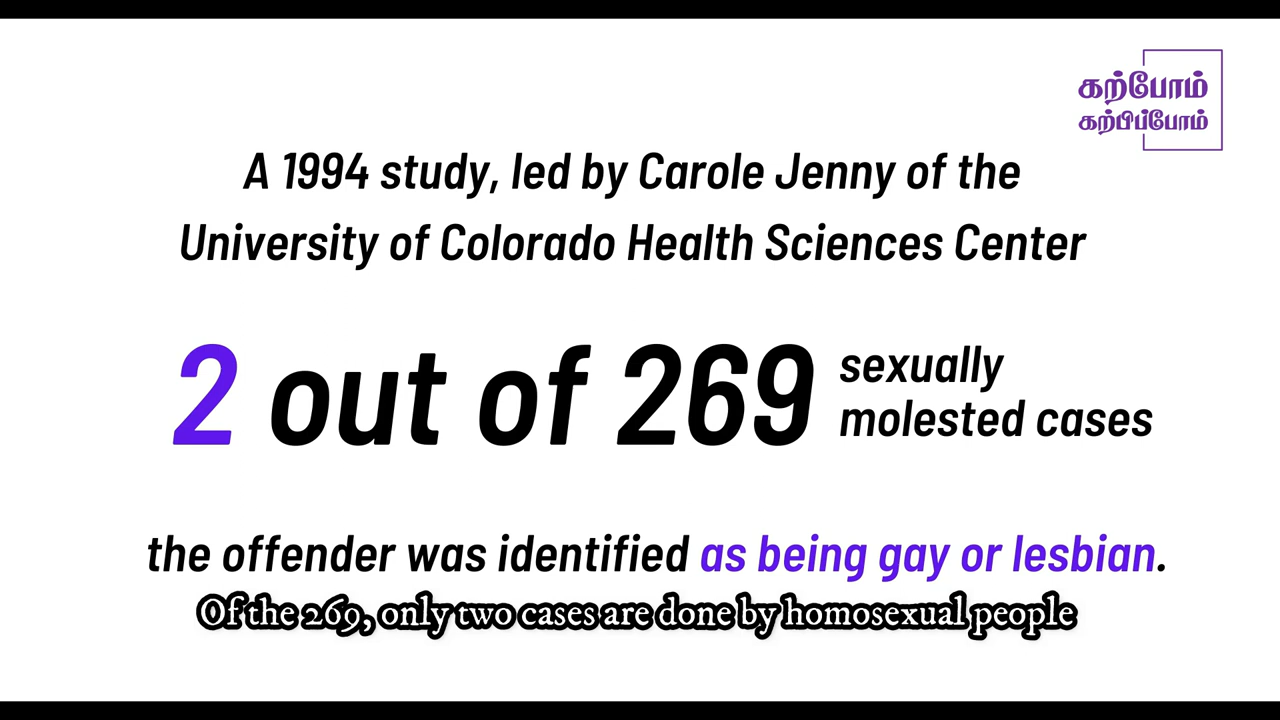 கற்போம்
கற்பிப்போம்
A 1994 study, led by Carole Jenny of the
University of Colorado Health Sciences Center
2 out of 269 sexually
molested cases
the offender was identified as being gay or lesbian.
Of the 269, only two cases are done by homosexual people